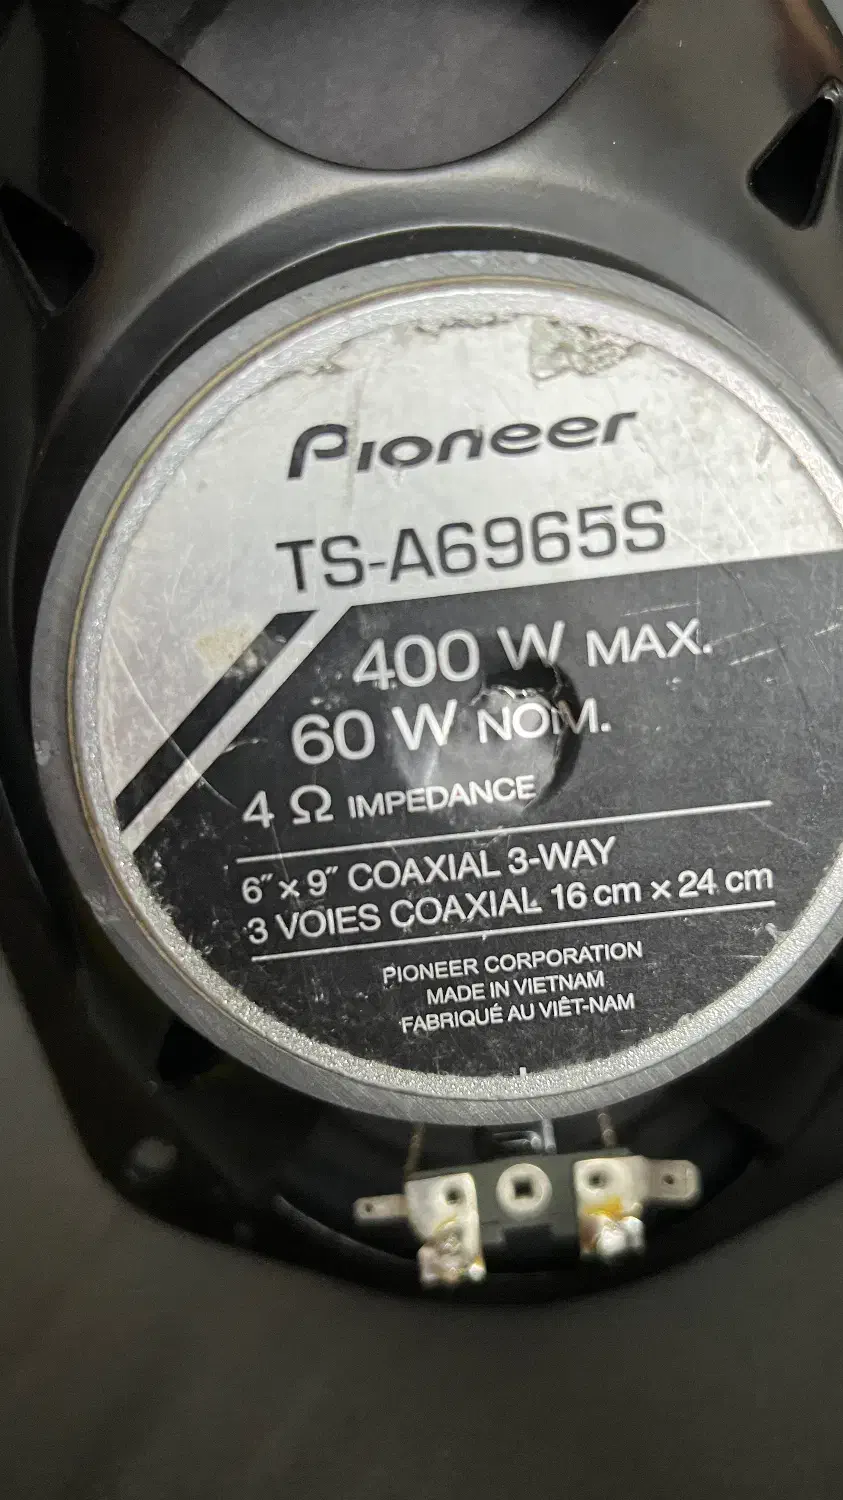 Pioneer
TS-A6965S
400 W MAX.
60 W NOM.
4 Ω IMPEDANCE
6″ x 9″ COAXIAL 3-WAY
3 VOIES COAXIAL 16 cm x 24 cm
PIONEER CORPORATION
MADE IN VIETNAM
FABRIQUÉ AU VIÊT-NAM